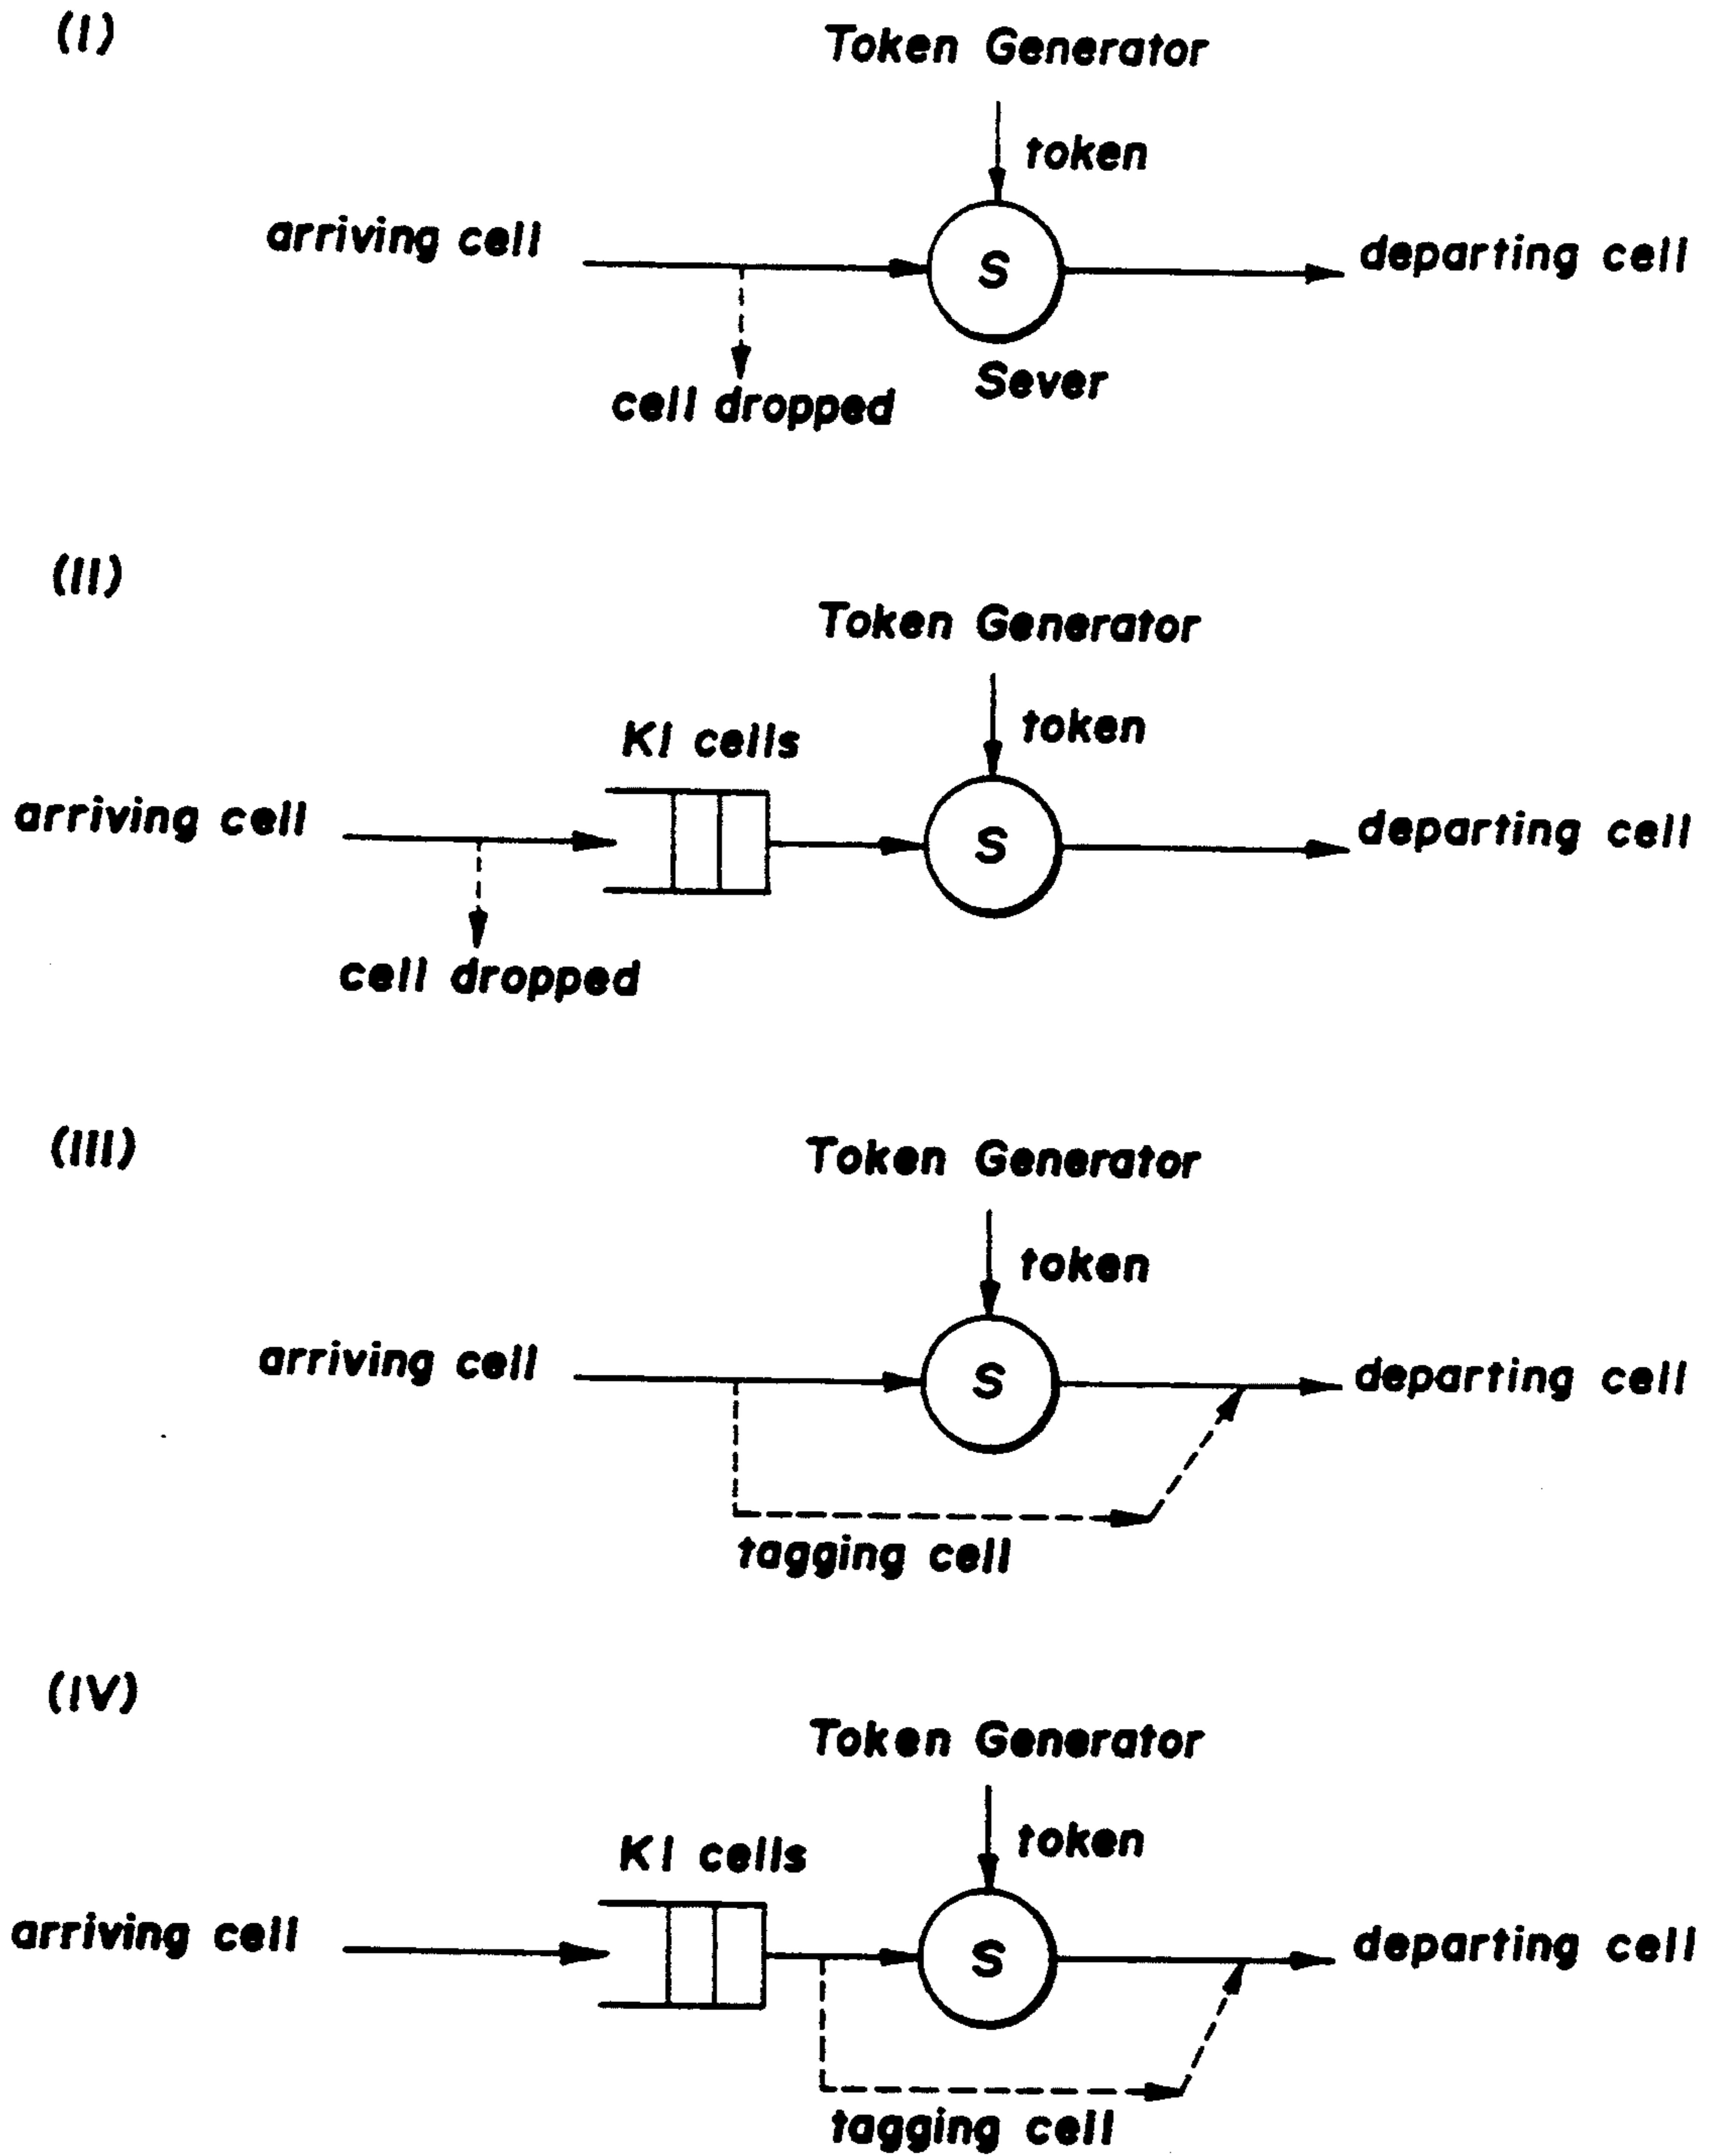 (I)
Token Generator
token
arriving cell
S
departing cell
cell dropped
Sever
(II)
Token Generator
token
KI cells
arriving cell
S
departing cell
cell dropped
(III)
Token Generator
token
arriving cell
S
departing cell
tagging cell
(IV)
Token Generator
token
KI cells
arriving cell
S
departing cell
tagging cell